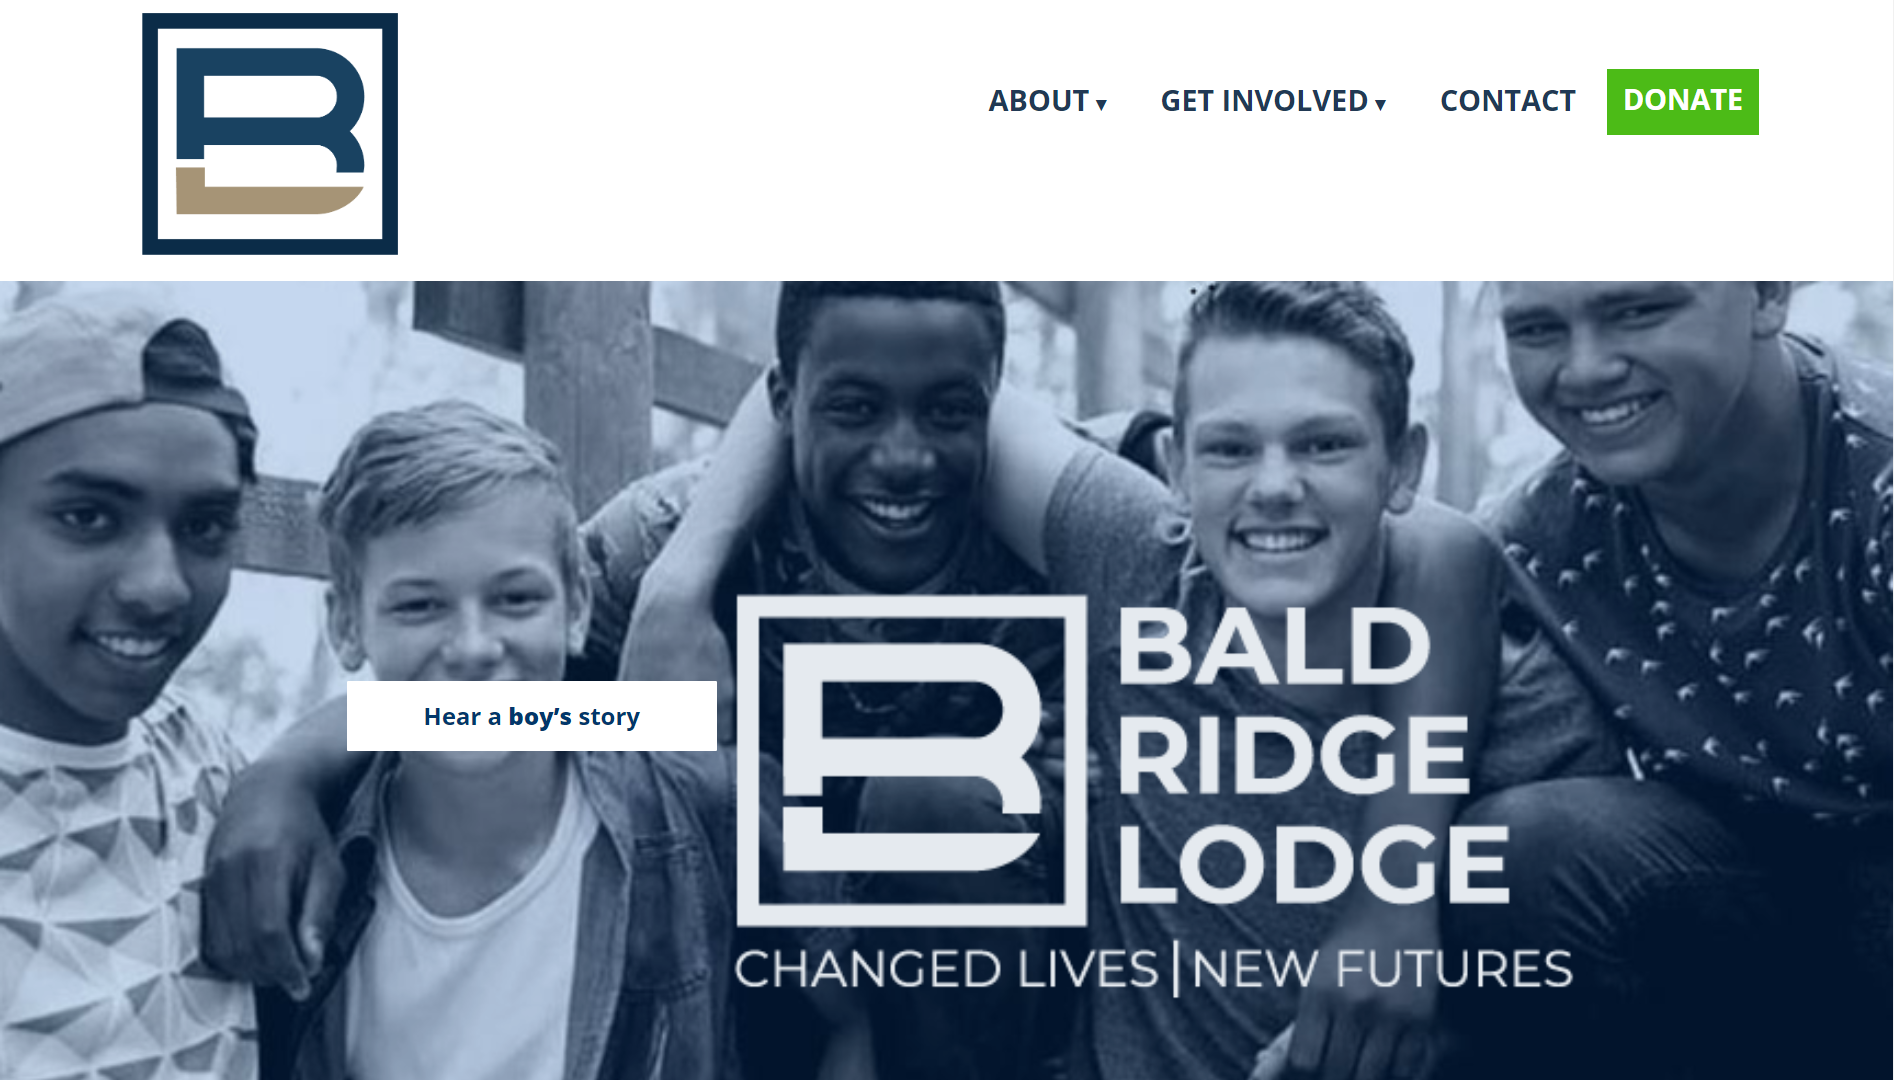 ABOUT ▾
GET INVOLVED ▾
CONTACT
DONATE
Hear a boy’s story
BALD
RIDGE
LODGE
CHANGED LIVES | NEW FUTURES